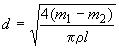 d = √(4(m₁ − m₂)/(πρl))